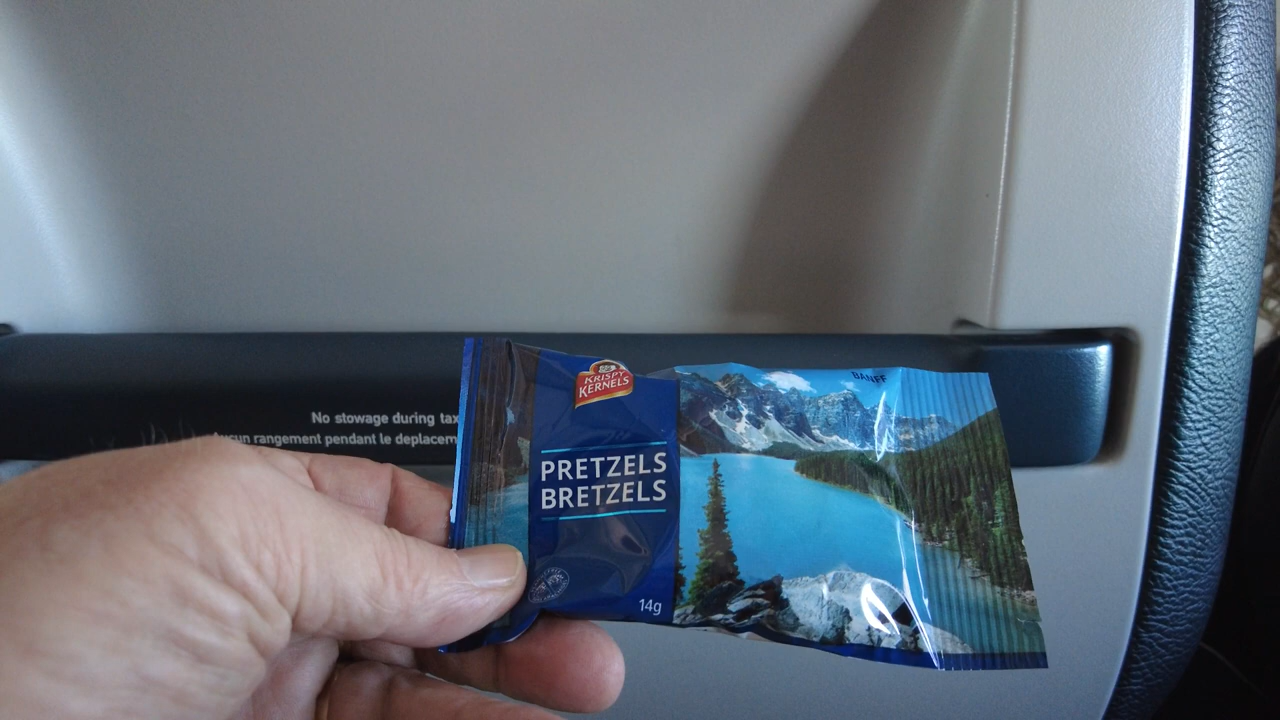 No stowage during tax
ucun rangement pendant le deplacem
KRISPY
KERNELS
PRETZELS
BRETZELS
14g
BANFF